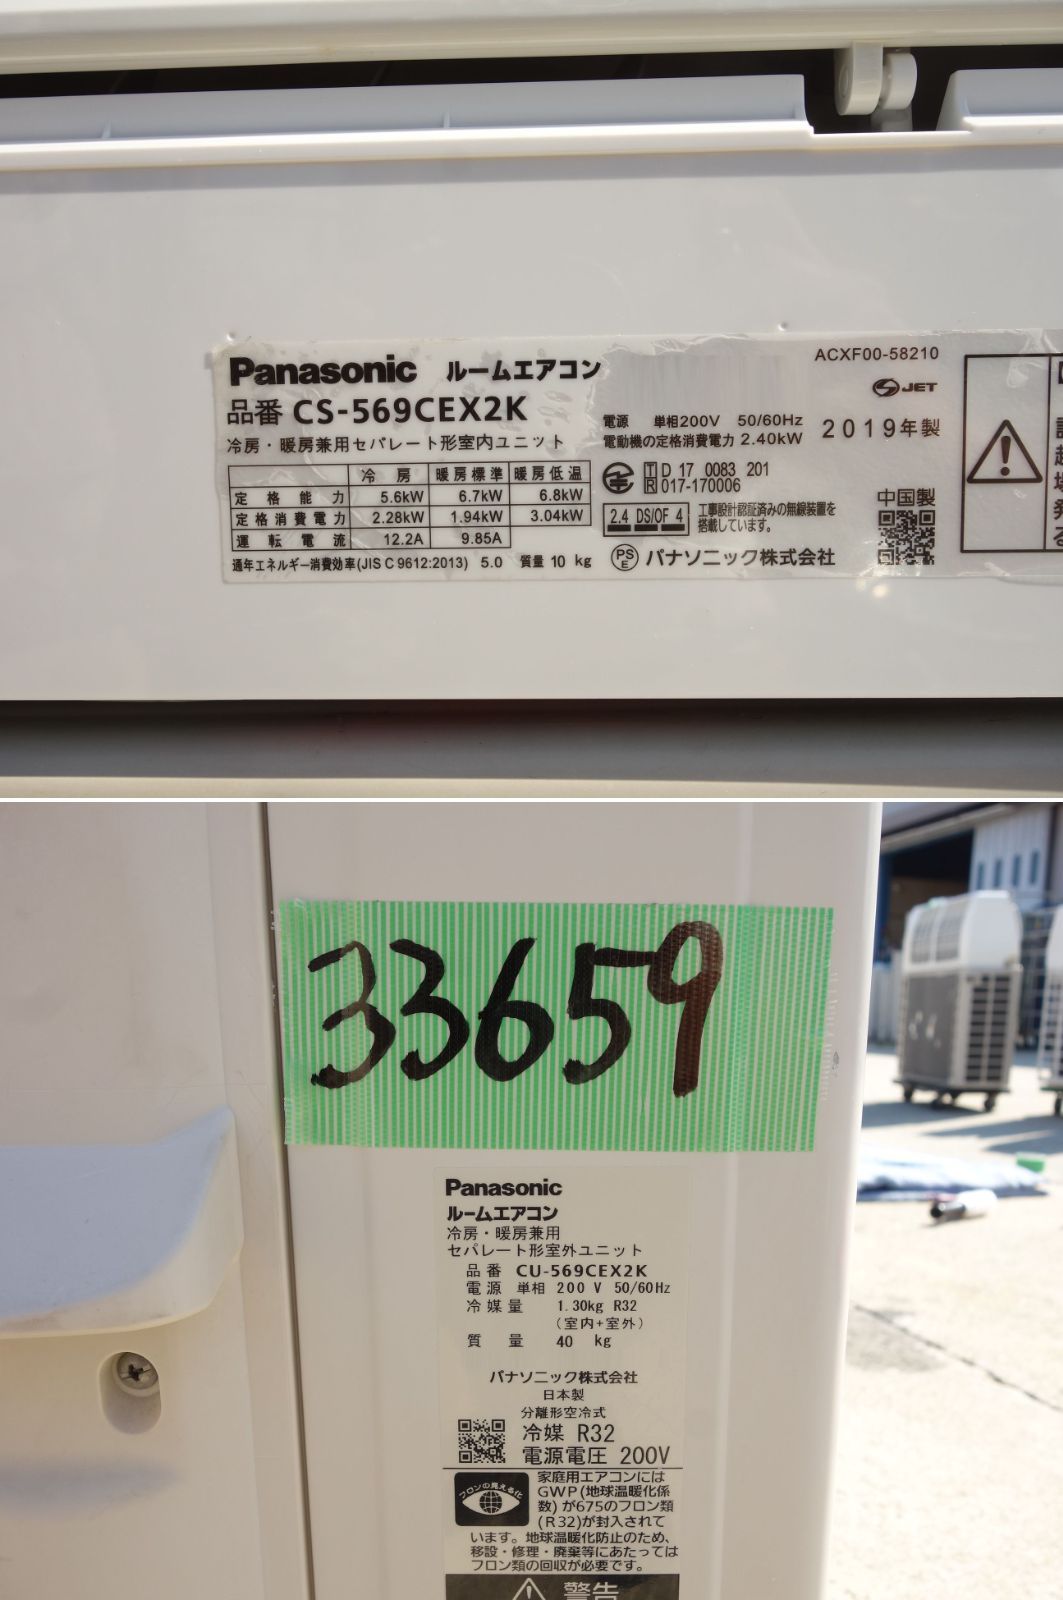 Panasonic ルームエアコン
品番 CS-569CEX2K
冷房・暖房兼用セパレート形室内ユニット
冷房 暖房標準 暖房低温
定格能力 5.6kW 6.7kW 6.8kW
定格消費電力 2.28kW 1.94kW 3.04kW
運転電流 12.2A 9.85A
通年エネルギー消費効率(JIS C 9612:2013) 5.0 質量 10 kg
電源 単相200V 50/60Hz
電動機の定格消費電力 2.40kW
T D 17 0083 201
R 017-170006
2.4 DS/OF 4 工事設計認証済みの無線装置を
搭載しています。
PS
E パナソニック株式会社
ACXF00-58210
JET
2019年製
中国製
33659
Panasonic
ルームエアコン
冷房・暖房兼用
セパレート形室外ユニット
品番 CU-569CEX2K
電源 単相 200 V 50/60Hz
冷媒量 1.30kg R32
(室内+室外)
質量 40 kg
パナソニック株式会社
日本製
分離形空冷式
冷媒 R32
電源電圧 200V
フロンの見える化
家庭用エアコンには
GWP(地球温暖化係
数)が675のフロン類
(R32)が封入されて
います。地球温暖化防止のため、
移設・修理・廃棄等にあたっては
フロン類の回収が必要です。
警告